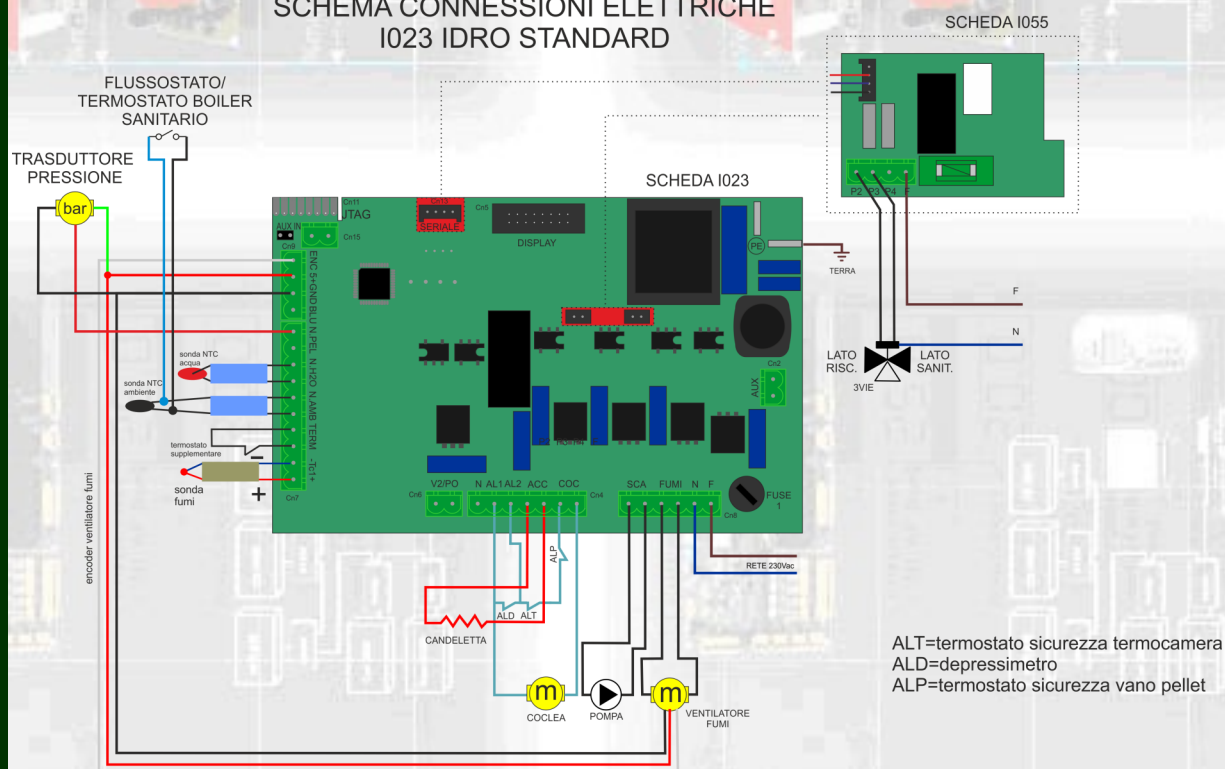 SCHEMA CONNESSIONI ELETTRICHE
I023 IDRO STANDARD
SCHEDA I055
FLUSSOSTATO/
TERMOSTATO BOILER
SANITARIO
TRASDUTTORE
PRESSIONE
bar
SCHEDA I023
P2 P3 P4 F
Cn11
JTAG
Cn13
SERIALE
Cn5
DISPLAY
AUX IN
Cn15
Cn9
PE
TERRA
F
N
LATO
RISC.
LATO
SANIT.
3VIE
ENC 5+GND BLU N.PEL N.H2O N.AMB TERM -Tc1+
sonda NTC
acqua
sonda NTC
ambiente
termostato
supplementare
-
sonda
fumi
+
Cn7
Cn2
AUX
V2/PO
Cn6
N AL1 AL2 ACC COC
Cn4
SCA FUMI N F
Cn8
FUSE
1
encoder ventilatore fumi
ALP
RETE 230Vac
ALD ALT
CANDELETTA
m
COCLEA
POMPA
m
VENTILATORE
FUMI
ALT=termostato sicurezza termocamera
ALD=depressimetro
ALP=termostato sicurezza vano pellet